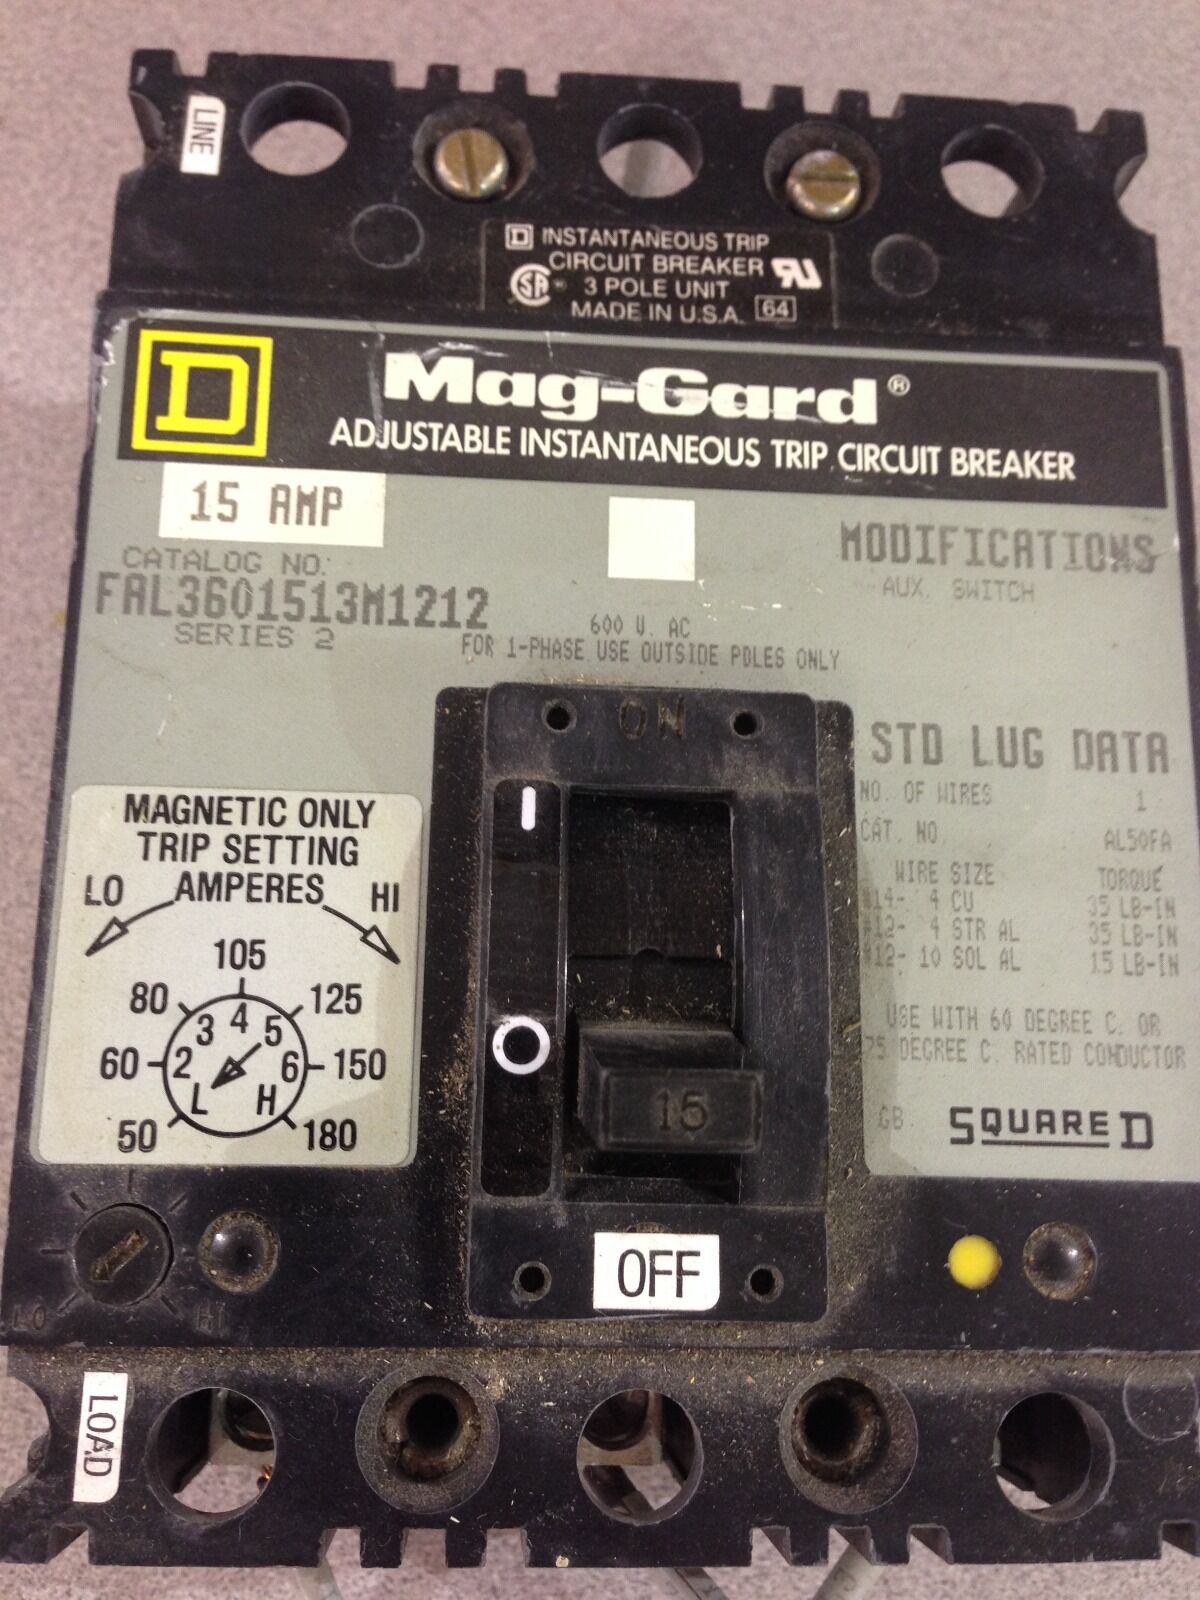 LINE
D INSTANTANEOUS TRIP
CIRCUIT BREAKER
SA 3 POLE UNIT
MADE IN U.S.A. 64
D Mag-Gard®
ADJUSTABLE INSTANTANEOUS TRIP CIRCUIT BREAKER
15 AMP
CATALOG NO.
FAL3601513M1212
SERIES 2
600 V. AC
FOR 1-PHASE USE OUTSIDE POLES ONLY
MODIFICATIONS
AUX. SWITCH
ON
STD LUG DATA
NO. OF WIRES 1
CAT. NO. AL50FA
WIRE SIZE TORQUE
#14- 4 CU 35 LB-IN
#12- 4 STR AL 35 LB-IN
#12- 10 SOL AL 15 LB-IN
USE WITH 60 DEGREE C. OR
75 DEGREE C. RATED CONDUCTOR
GB
SQUARE D
MAGNETIC ONLY
TRIP SETTING
LO AMPERES HI
105
80 125
3 4 5
60 2 6 150
L H
50 180
15
OFF
LO HI
LOAD